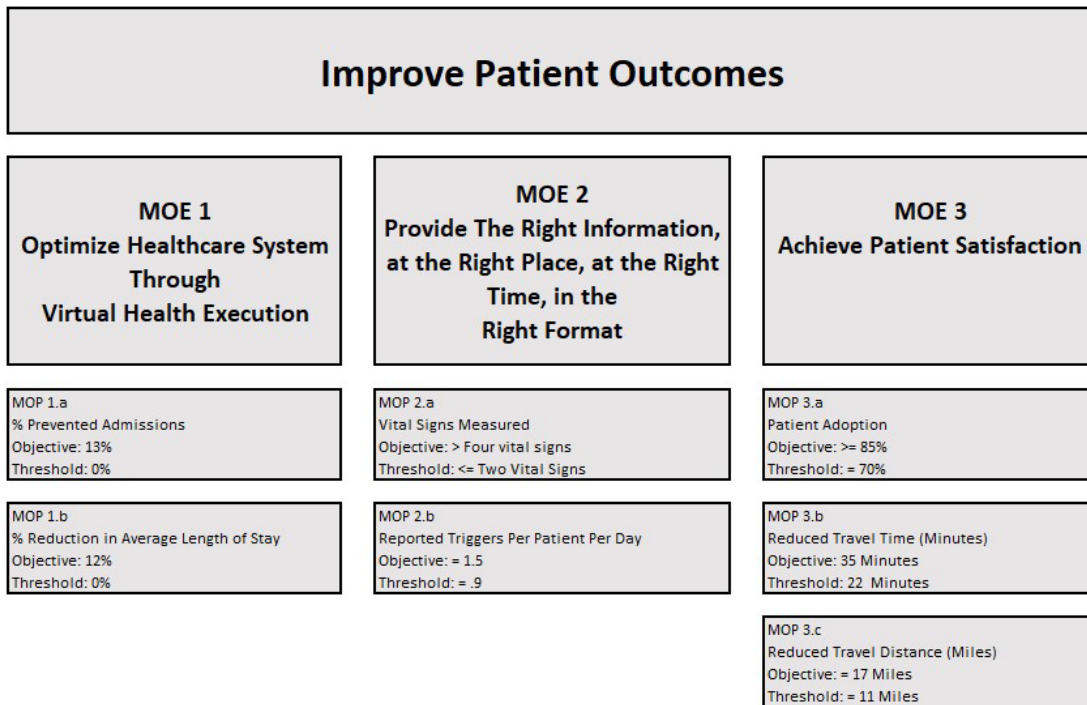 Improve Patient Outcomes
MOE 1
Optimize Healthcare System
Through
Virtual Health Execution
MOE 2
Provide The Right Information,
at the Right Place, at the Right
Time, in the
Right Format
MOE 3
Achieve Patient Satisfaction
MOP 1.a
% Prevented Admissions
Objective: 13%
Threshold: 0%
MOP 2.a
Vital Signs Measured
Objective: > Four vital signs
Threshold: <= Two Vital Signs
MOP 3.a
Patient Adoption
Objective: >= 85%
Threshold: = 70%
MOP 1.b
% Reduction in Average Length of Stay
Objective: 12%
Threshold: 0%
MOP 2.b
Reported Triggers Per Patient Per Day
Objective: = 1.5
Threshold: = .9
MOP 3.b
Reduced Travel Time (Minutes)
Objective: 35 Minutes
Threshold: 22 Minutes
MOP 3.c
Reduced Travel Distance (Miles)
Objective: = 17 Miles
Threshold: = 11 Miles